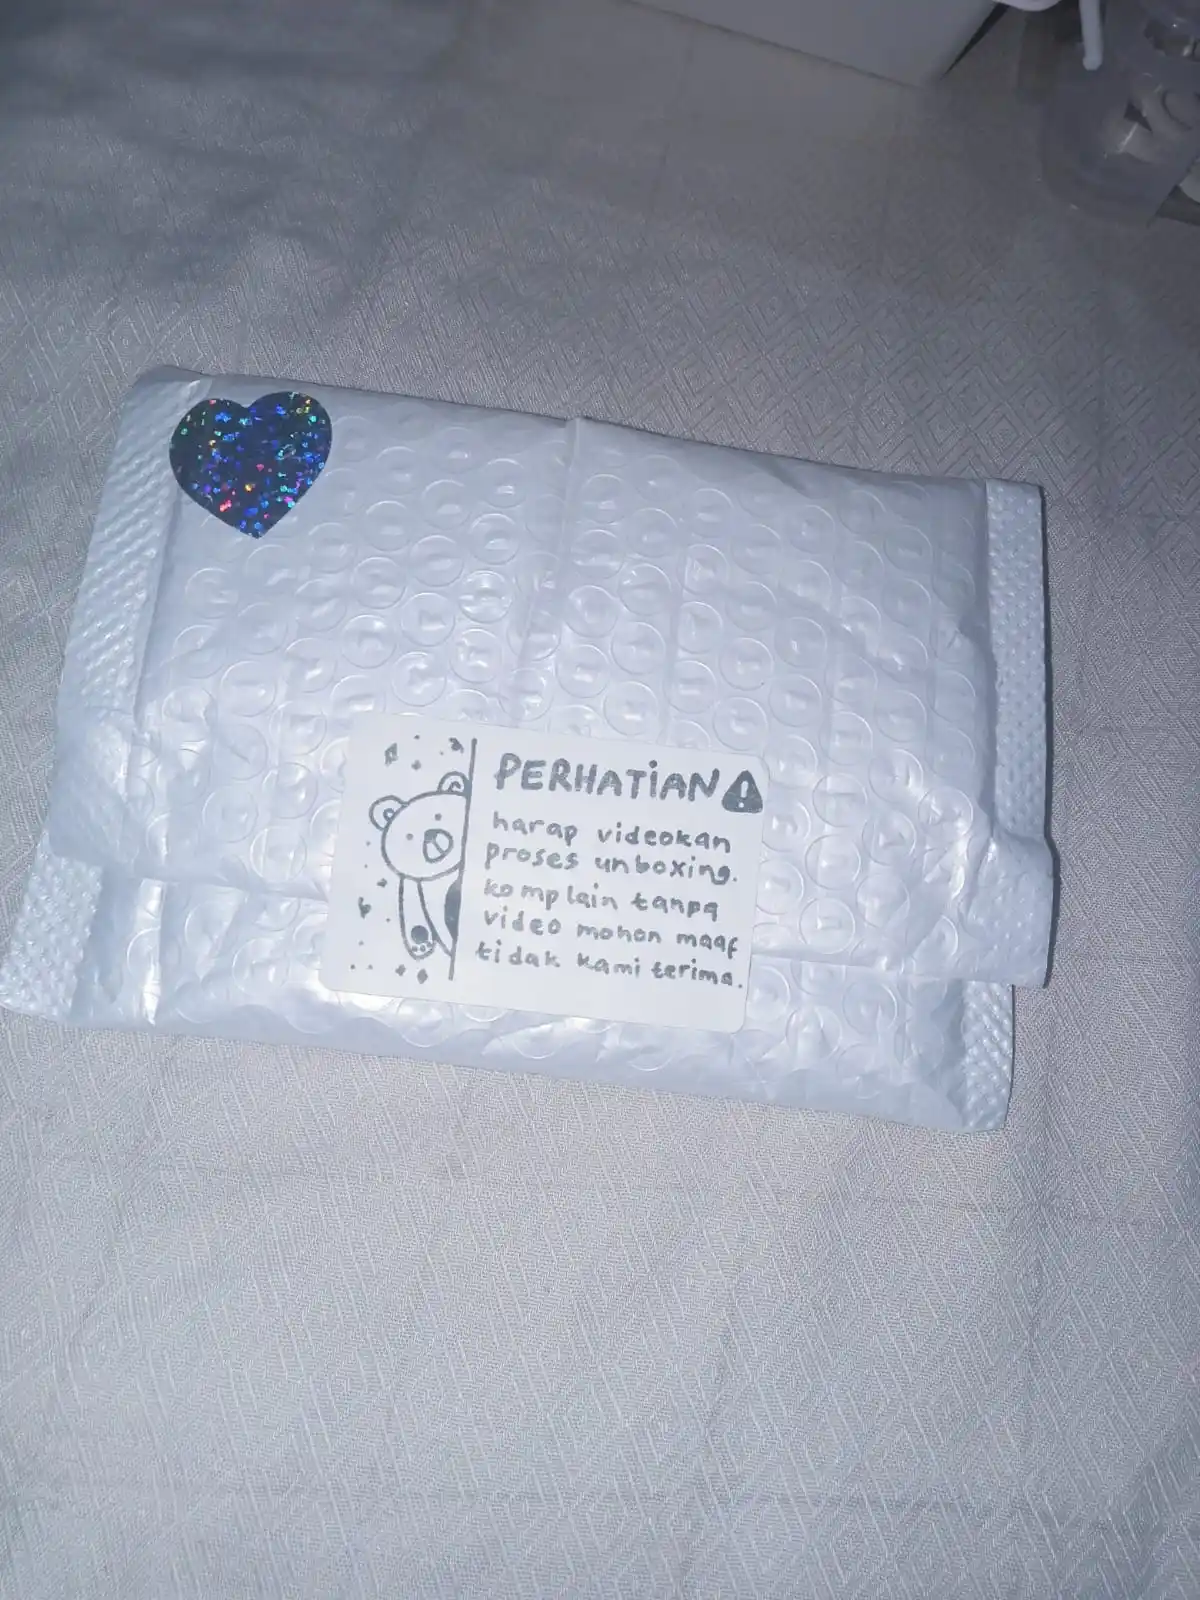 PERHATIAN
harap videokan
proses unboxing.
komplain tanpa
video mohon maaf
tidak kami terima.